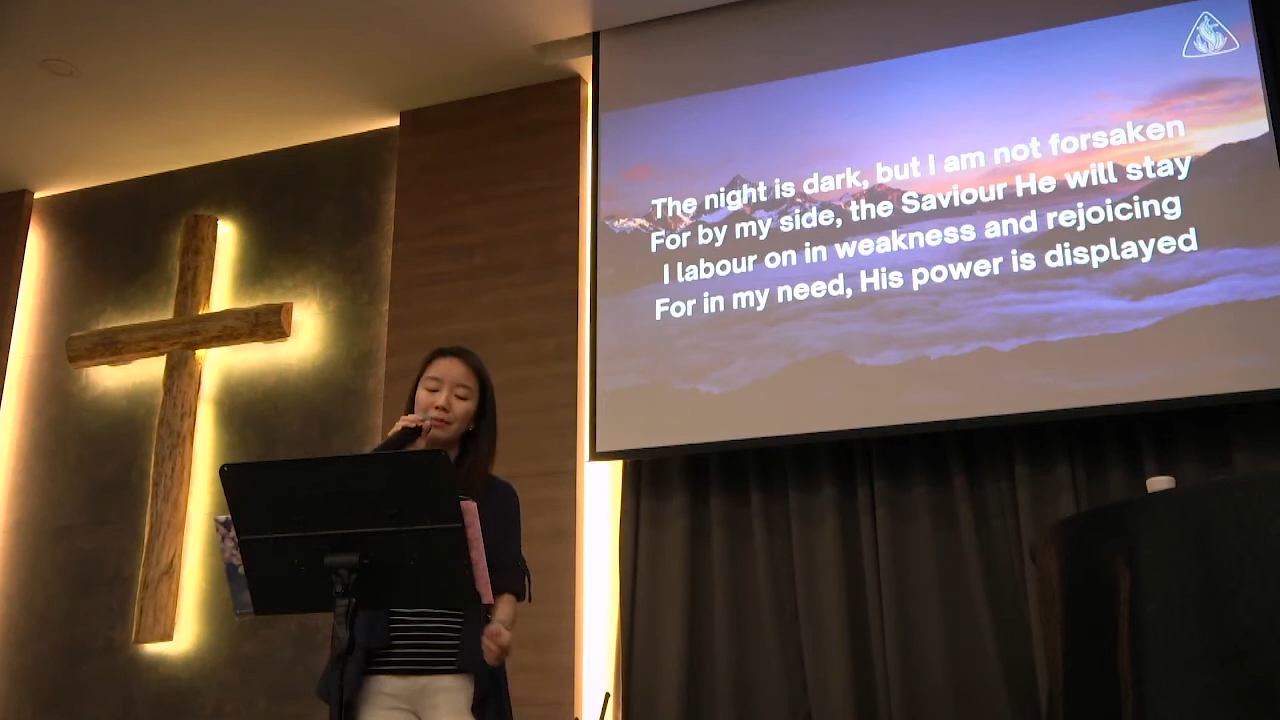 The night is dark, but I am not forsaken
For by my side, the Saviour He will stay
I labour on in weakness and rejoicing
For in my need, His power is displayed